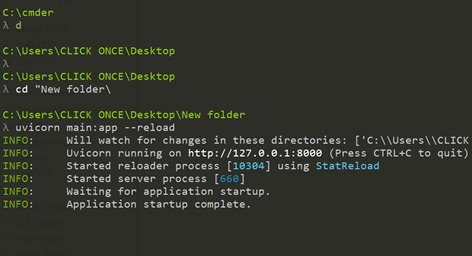 C:\cmder
λ d
C:\Users\CLICK ONCE\Desktop
λ
C:\Users\CLICK ONCE\Desktop
λ cd "New folder\
C:\Users\CLICK ONCE\Desktop\New folder
λ uvicorn main:app --reload
INFO: Will watch for changes in these directories: ['C:\\Users\\CLICK
INFO: Uvicorn running on http://127.0.0.1:8000 (Press CTRL+C to quit)
INFO: Started reloader process [10304] using StatReload
INFO: Started server process [660]
INFO: Waiting for application startup.
INFO: Application startup complete.